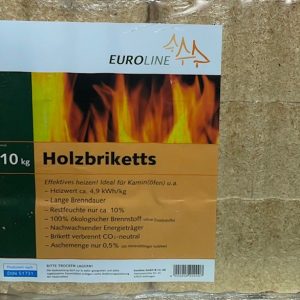 EUROLINE
10 kg
Holzbriketts
Effektives heizen! Ideal für Kamin(öfen) u.a.
– Heizwert ca. 4,9 kWh/kg
– Lange Brenndauer
– Restfeuchte nur ca. 10%
– 100% ökologischer Brennstoff
– Nachwachsender Energieträger
– Brikett verbrennt CO₂-neutral
– Aschemenge nur 0,5%
BITTE TROCKEN LAGERN!
DIN 51731